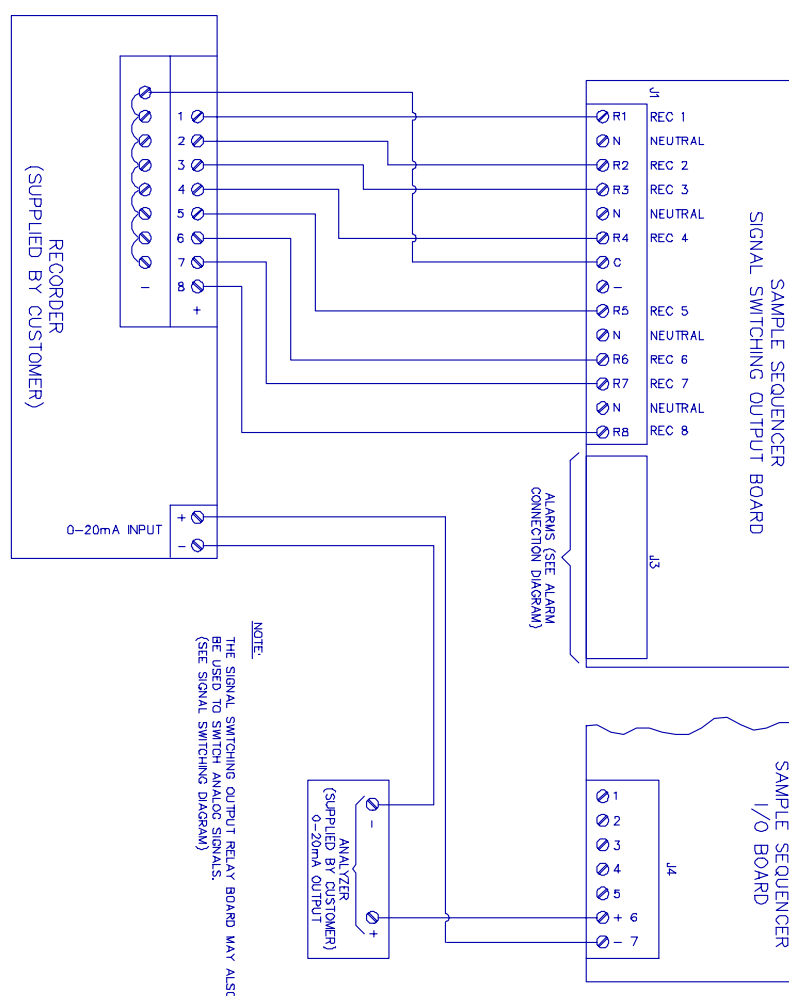 RECORDER
(SUPPLIED BY CUSTOMER)
1
2
3
4
5
6
7
8
-
+
0-20mA INPUT
+
-
SAMPLE SEQUENCER
SIGNAL SWITCHING OUTPUT BOARD
J1
R1 REC 1
N NEUTRAL
R2 REC 2
R3 REC 3
N NEUTRAL
R4 REC 4
C
-
R5 REC 5
N NEUTRAL
R6 REC 6
R7 REC 7
N NEUTRAL
R8 REC 8
J3
ALARMS (SEE ALARM
CONNECTION DIAGRAM)
SAMPLE SEQUENCER
I/O BOARD
J4
1
2
3
4
5
+ 6
- 7
-
+
ANALYZER
(SUPPLIED BY CUSTOMER)
0-20mA OUTPUT
NOTE:
THE SIGNAL SWITCHING OUTPUT RELAY BOARD MAY ALSO
BE USED TO SWITCH ANALOG SIGNALS.
(SEE SIGNAL SWITCHING DIAGRAM)